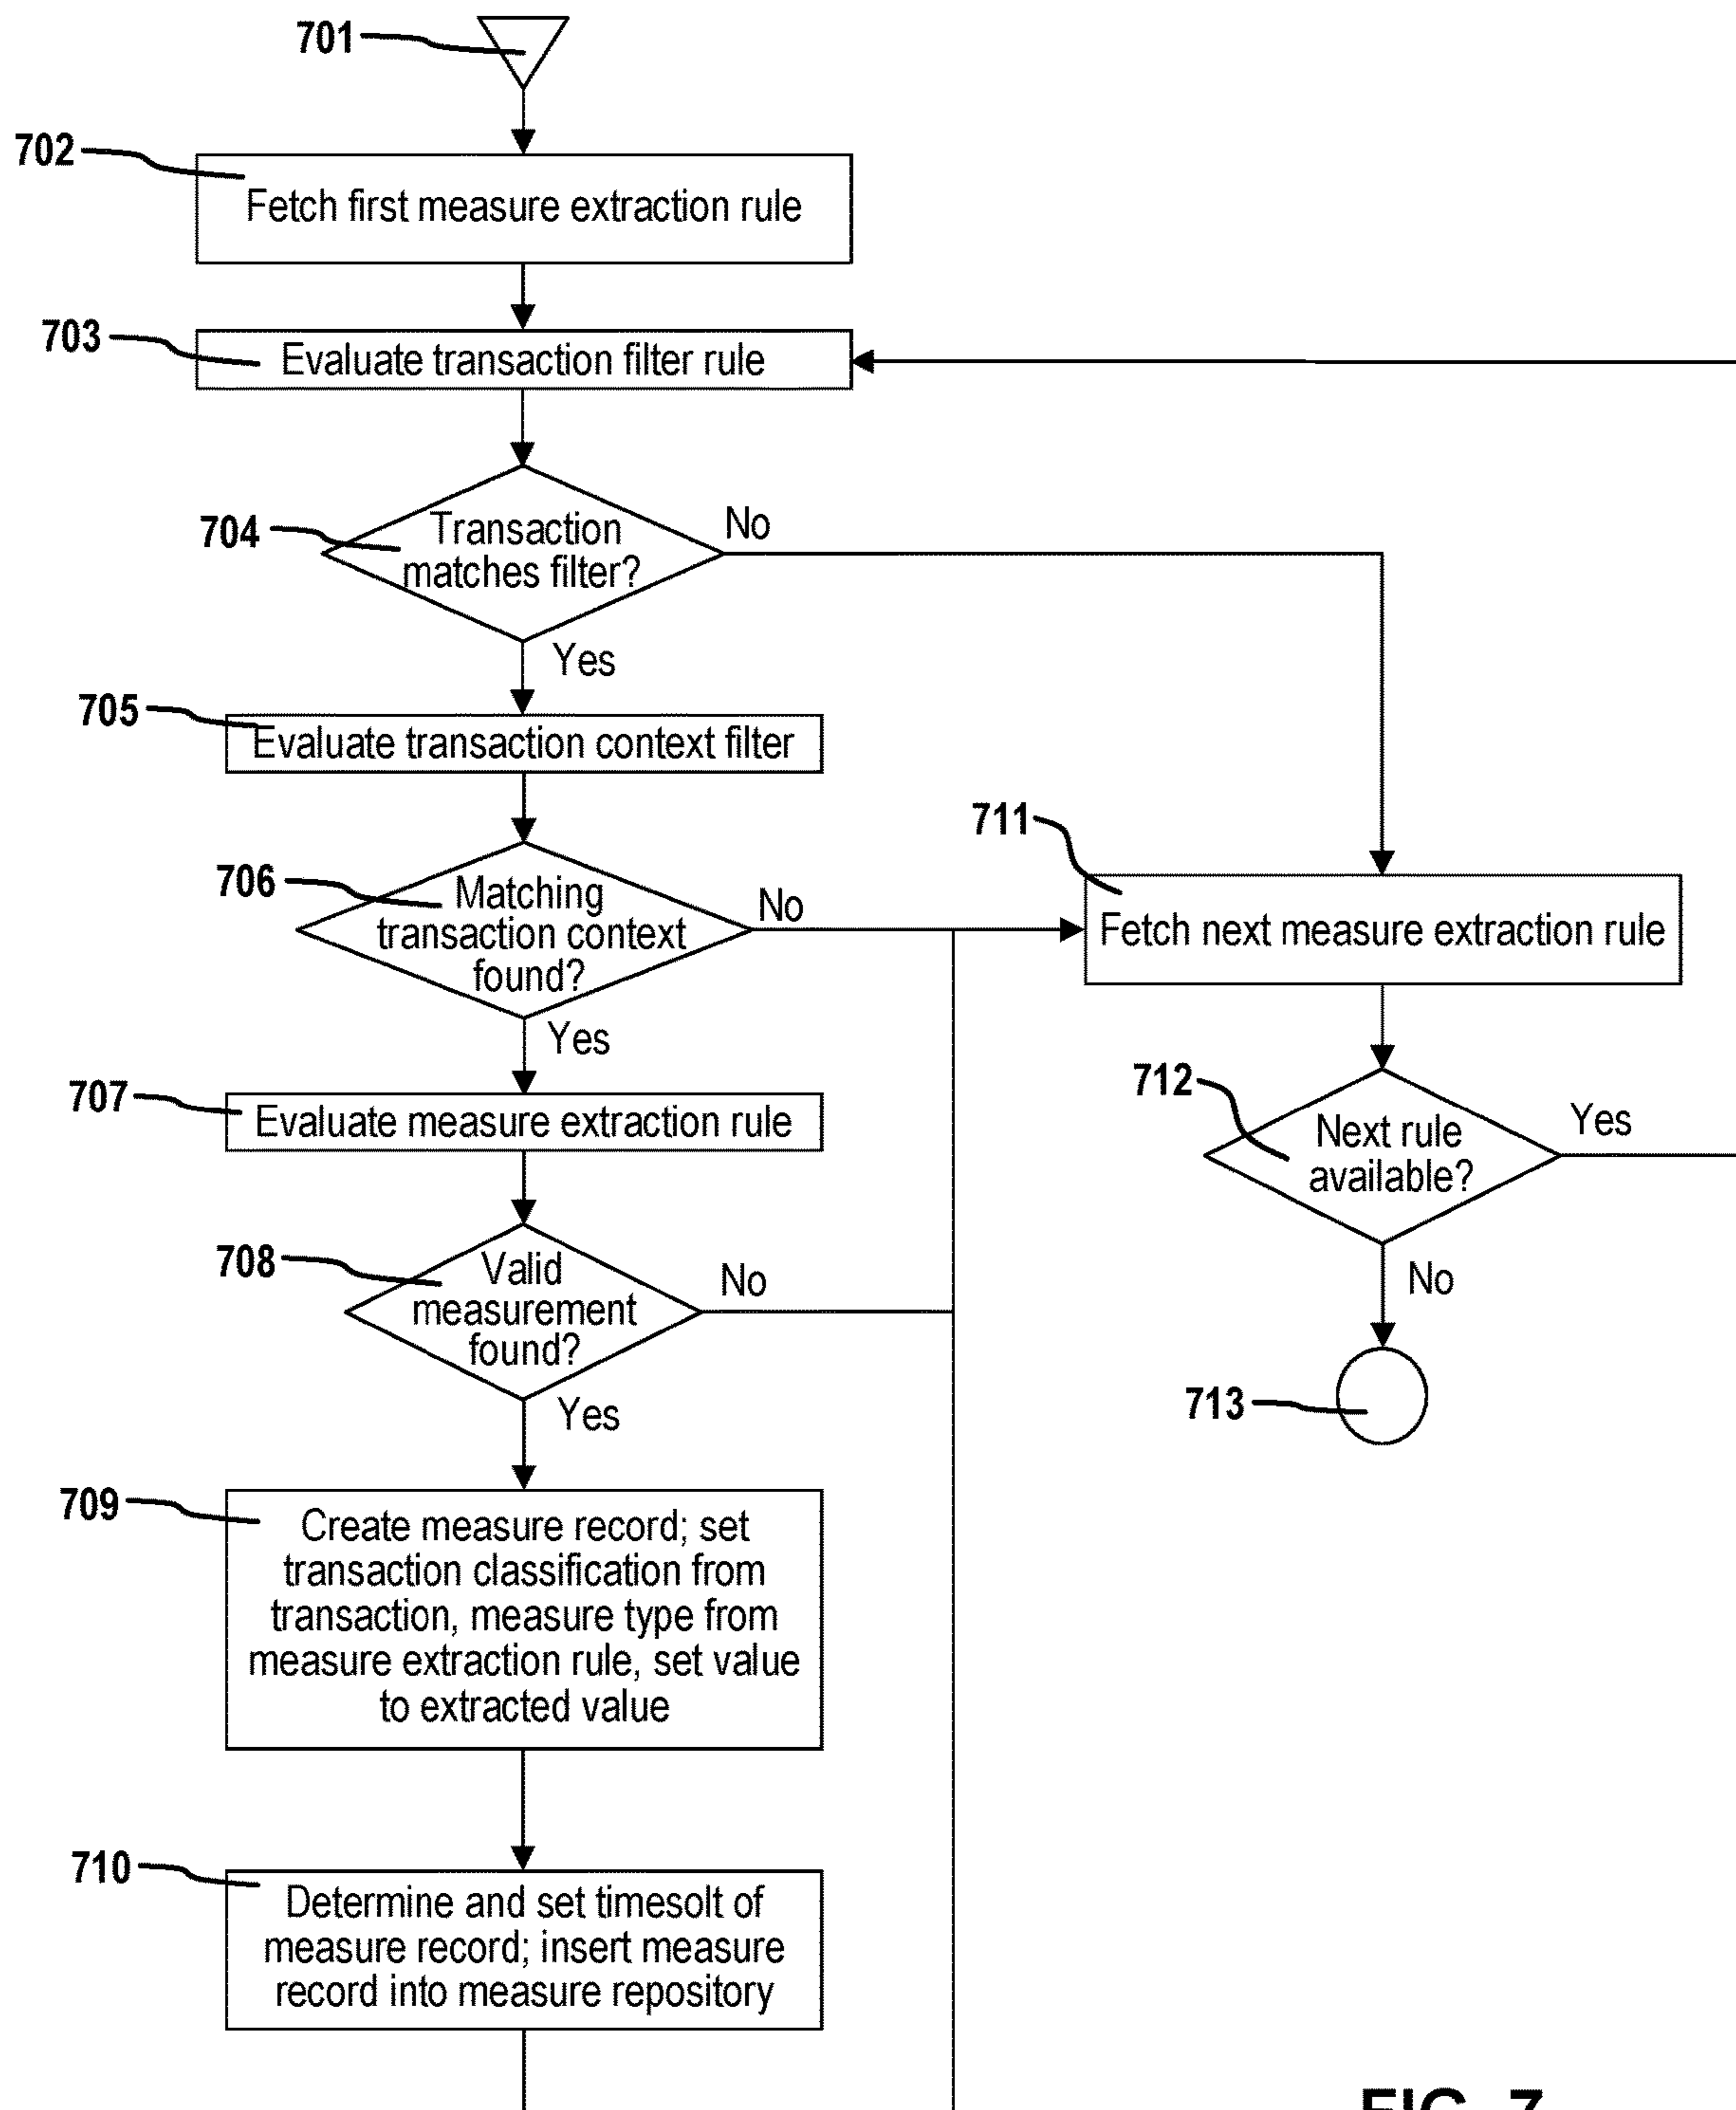 701
702
Fetch first measure extraction rule
703
Evaluate transaction filter rule
704
Transaction
matches filter?
No
Yes
705
Evaluate transaction context filter
706
Matching
transaction context
found?
No
Yes
711
Fetch next measure extraction rule
707
Evaluate measure extraction rule
712
Next rule
available?
Yes
No
708
Valid
measurement
found?
No
Yes
713
709
Create measure record; set
transaction classification from
transaction, measure type from
measure extraction rule, set value
to extracted value
710
Determine and set timesolt of
measure record; insert measure
record into measure repository
FIG. 7